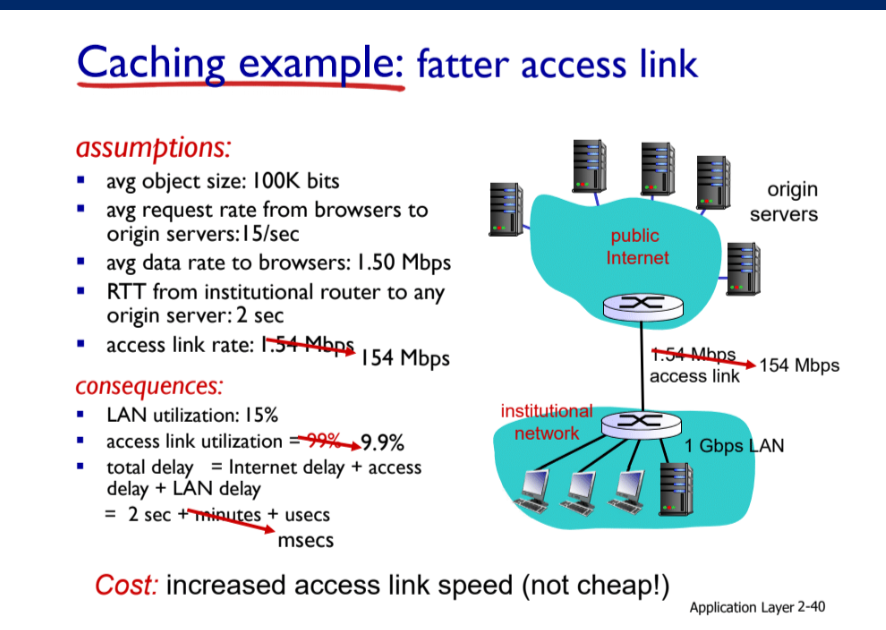 Caching example: fatter access link
assumptions:
avg object size: 100K bits
avg request rate from browsers to
origin servers:15/sec
avg data rate to browsers: 1.50 Mbps
RTT from institutional router to any
origin server: 2 sec
access link rate: 1.54 Mbps
154 Mbps
consequences:
LAN utilization: 15%
access link utilization = 99% 9.9%
total delay = Internet delay + access
delay + LAN delay
= 2 sec + minutes + usecs
msecs
origin
servers
public
Internet
1.54 Mbps
154 Mbps
access link
institutional
network
1 Gbps LAN
Cost: increased access link speed (not cheap!)
Application Layer 2-40